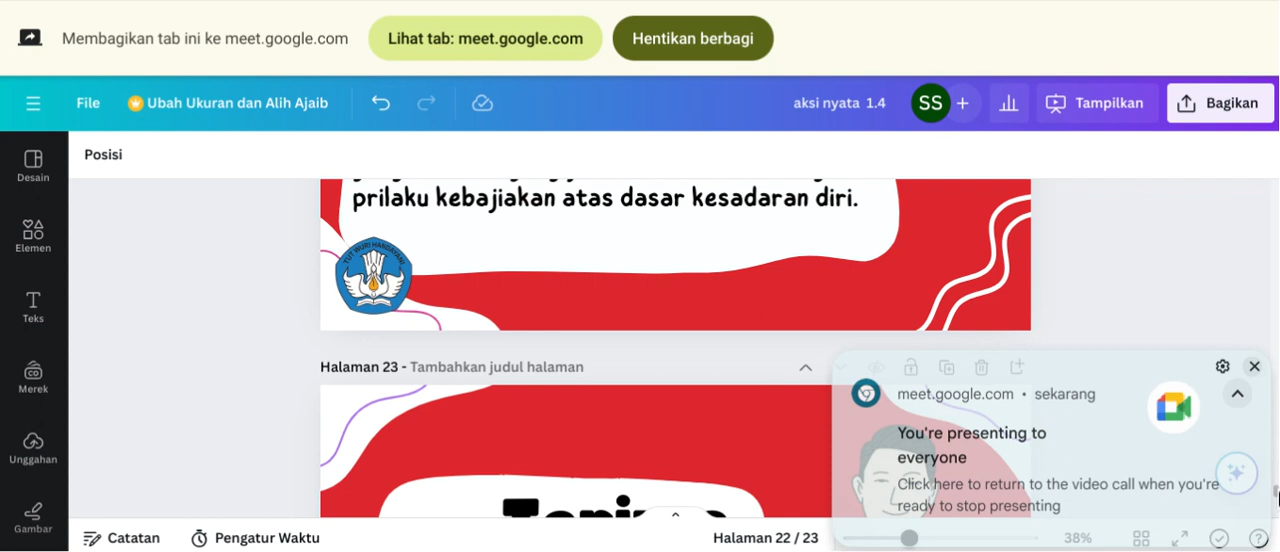 Membagikan tab ini ke meet.google.com
Lihat tab: meet.google.com
Hentikan berbagi
File
Ubah Ukuran dan Alih Ajaib
aksi nyata 1.4
SS
+
Tampilkan
Bagikan
Desain
Posisi
Elemen
prilaku kebajiakan atas dasar kesadaran diri.
TUT WURI HANDAYANI
Teks
Halaman 23 - Tambahkan judul halaman
Merek
meet.google.com • sekarang
You're presenting to
everyone
Click here to return to the video call when you're
ready to stop presenting
Unggahan
Gambar
Catatan
Pengatur Waktu
Halaman 22 / 23
38%